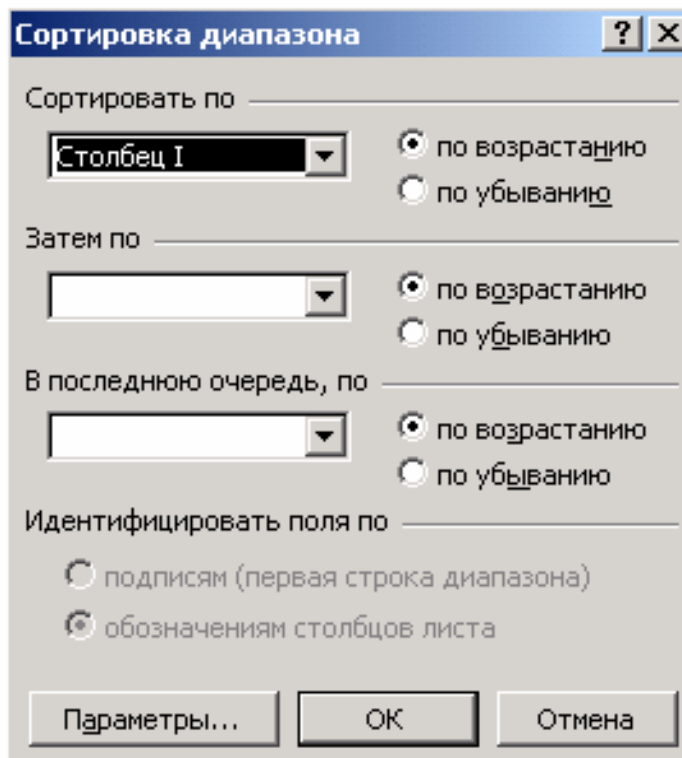 Сортировка диапазона
Сортировать по
Столбец I
по возрастанию
по убыванию
Затем по
по возрастанию
по убыванию
В последнюю очередь, по
по возрастанию
по убыванию
Идентифицировать поля по
подписям (первая строка диапазона)
обозначениям столбцов листа
Параметры... ОК Отмена